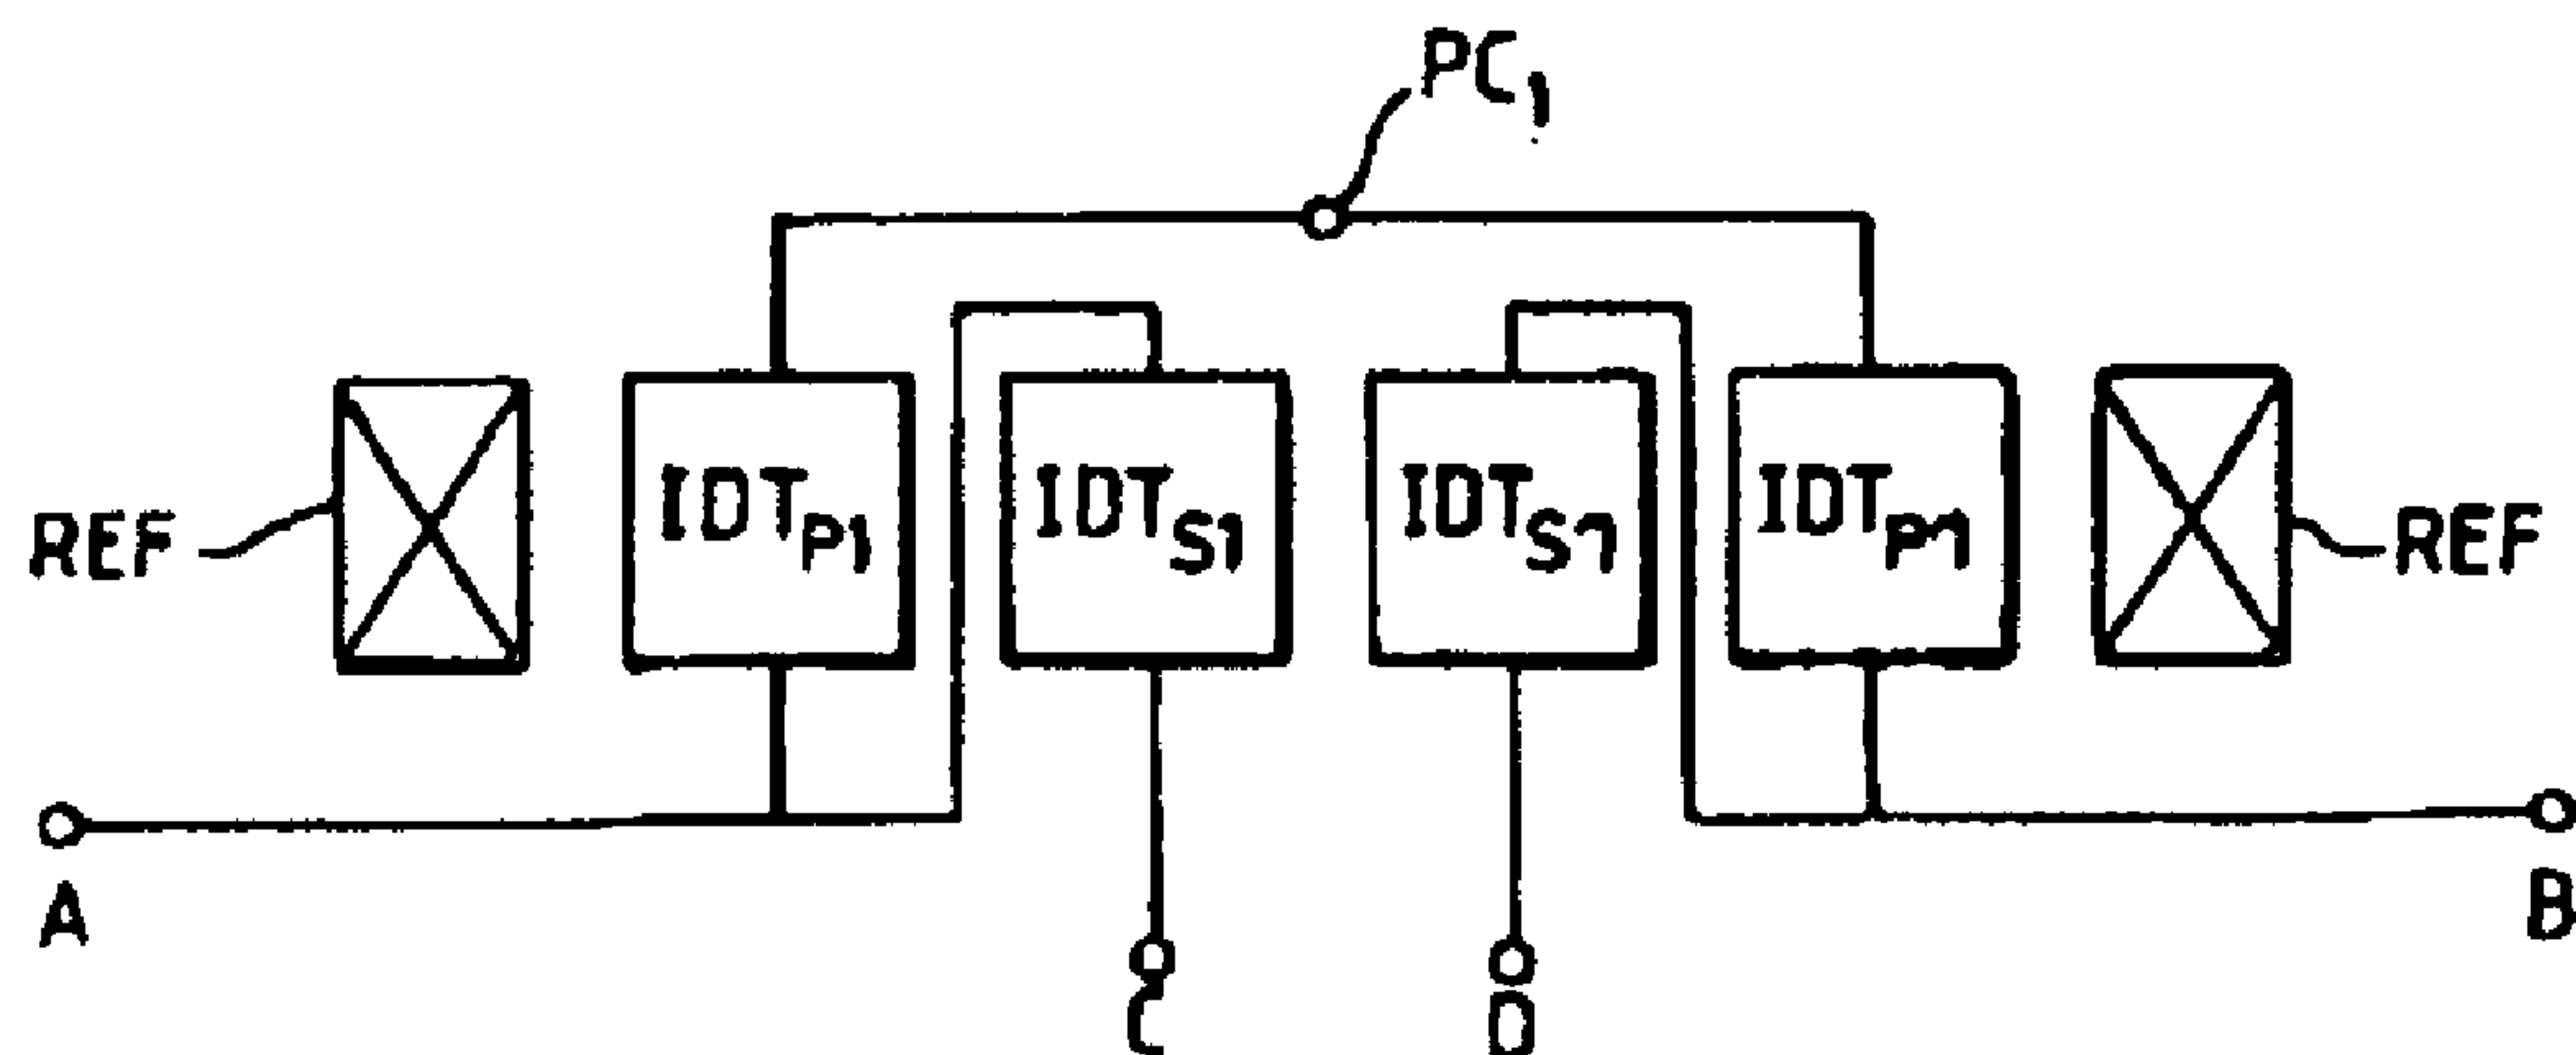 PC1
REF
IDTP1
IDTS1
IDTS1
IDTP1
REF
A
B
C
D